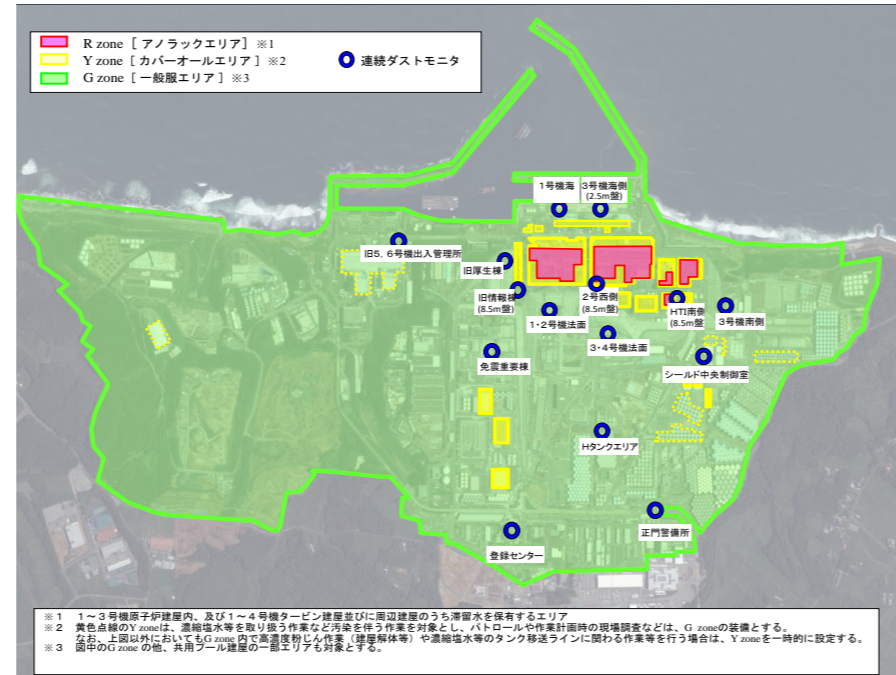 R zone [ アノラックエリア] ※1
Y zone [ カバーオールエリア] ※2
G zone [ 一般服エリア] ※3
連続ダストモニタ
1号機海
3号機海側
(2.5m盤)
旧5，6号機出入管理所
旧厚生棟
旧情報棟
(8.5m盤)
2号西側
(8.5m盤)
HTI南側
(8.5m盤)
3号機南側
1・2号機法面
3・4号機法面
免震重要棟
シールド中央制御室
Hタンクエリア
正門警備所
登録センター
※１　１～３号機原子炉建屋内、及び１～４号機タービン建屋並びに周辺建屋のうち滞留水を保有するエリア
※２　黄色点線のY zoneは、濃縮塩水等を取り扱う作業など汚染を伴う作業を対象とし、パトロールや作業計画時の現場調査などは、G zoneの装備とする。
なお、上図以外においてもG zone 内で高濃度粉じん作業（建屋解体等）や濃縮塩水等のタンク移送ラインに関わる作業等を行う場合は、Y zoneを一時的に設定する。
※３　図中のG zone の他、共用プール建屋の一部エリアも対象とする。